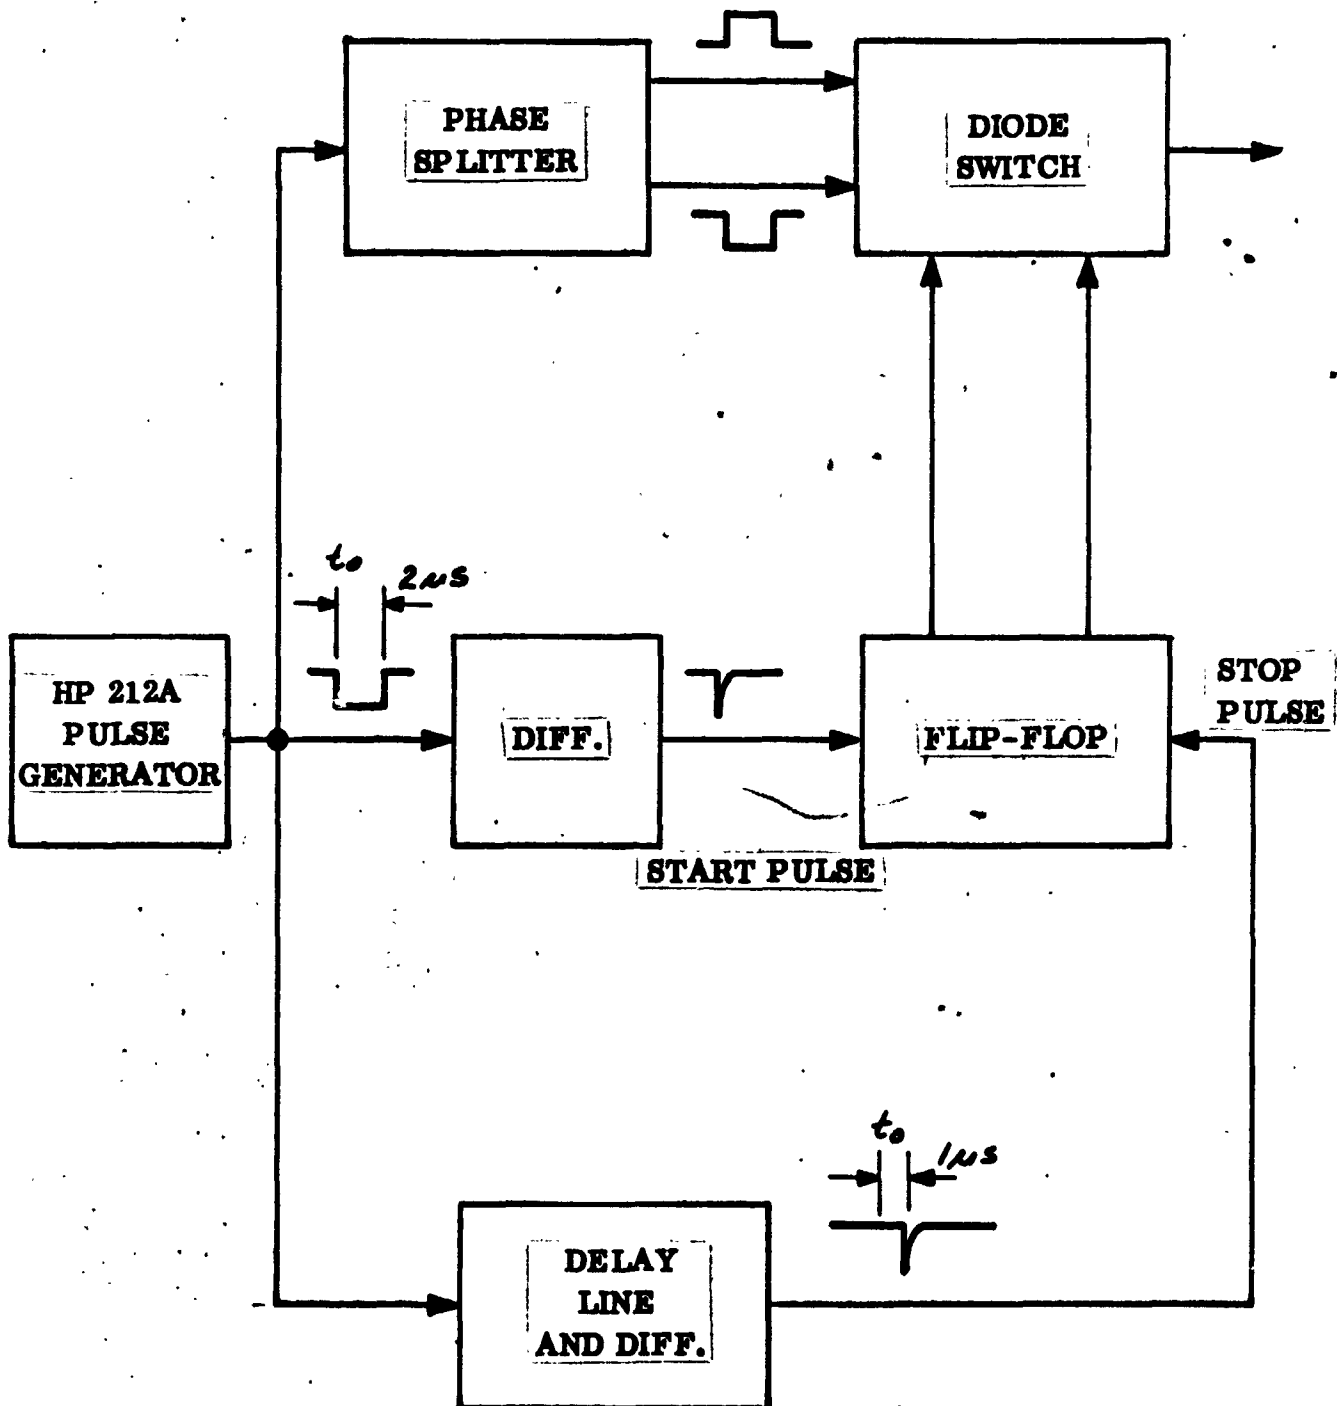 PHASE
SPLITTER
DIODE
SWITCH
t₀
2μs
HP 212A
PULSE
GENERATOR
DIFF.
FLIP-FLOP
STOP
PULSE
START PULSE
t₀
1μs
DELAY
LINE
AND DIFF.